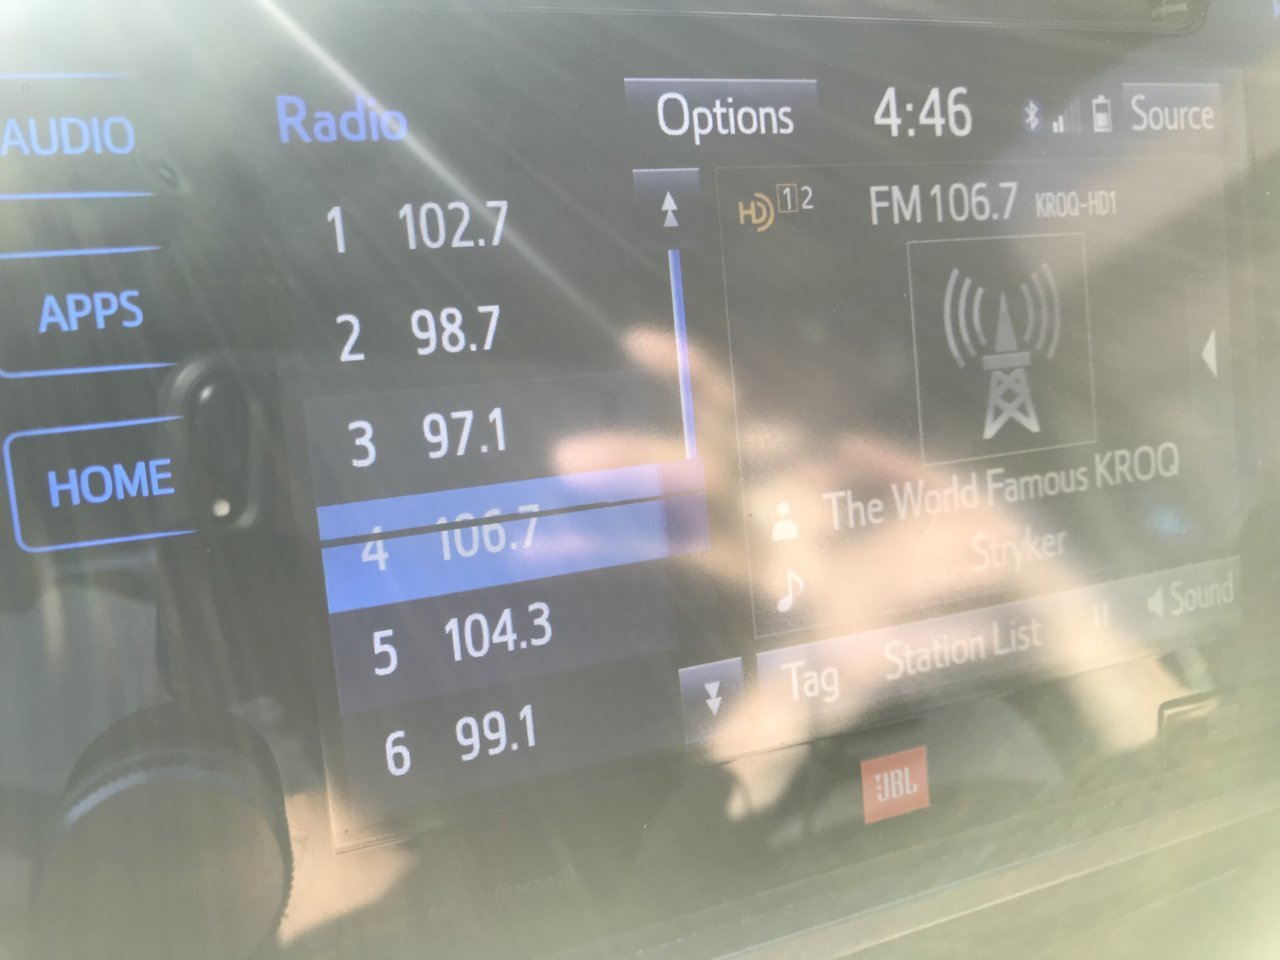 AUDIO
Radio
Options
4:46
Source
1 102.7
HD 1 2
FM 106.7 KROQ-HD1
APPS
2 98.7
3 97.1
HOME
4 106.7
The World Famous KROQ
Stryker
5 104.3
Tag
Station List
Sound
6 99.1
JBL